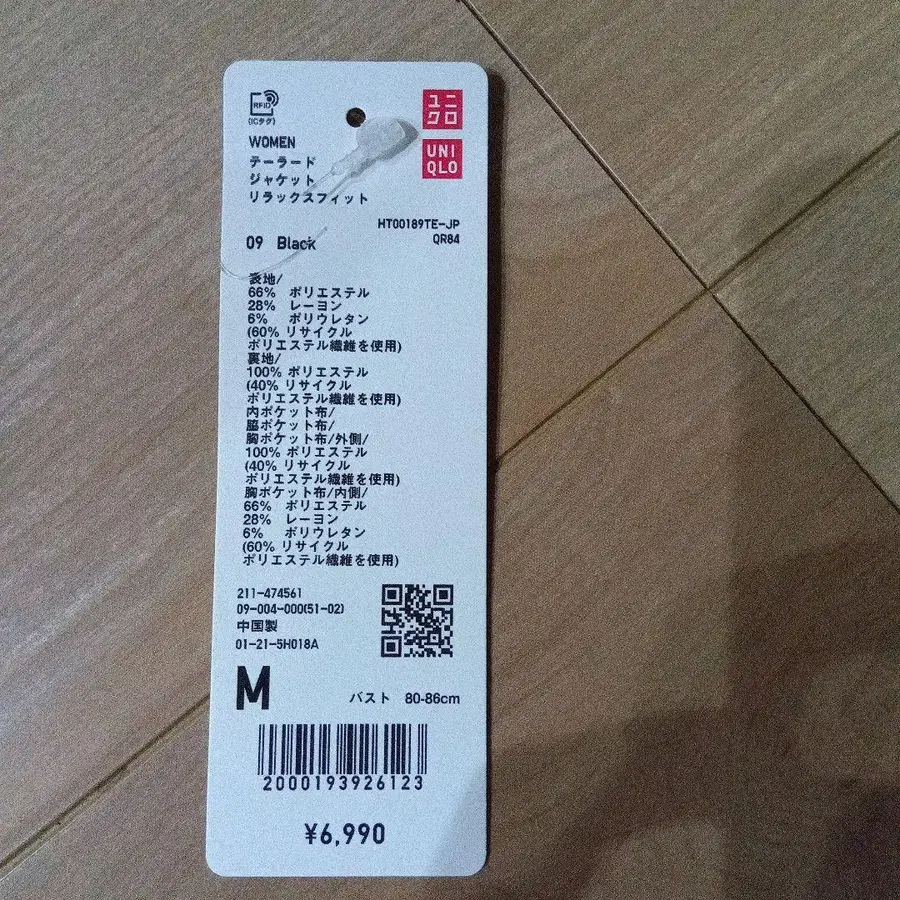 RFID
(ICタグ)
ユニ
クロ
UNI
QLO
WOMEN
テーラード
ジャケット
リラックスフィット
HT00189TE-JP
QR84
09 Black
表地/
66% ポリエステル
28% レーヨン
6% ポリウレタン
(60% リサイクル
ポリエステル繊維を使用)
裏地/
100% ポリエステル
(40% リサイクル
ポリエステル繊維を使用)
内ポケット布/
脇ポケット布/
胸ポケット布/外側/
100% ポリエステル
(40% リサイクル
ポリエステル繊維を使用)
胸ポケット布/内側/
66% ポリエステル
28% レーヨン
6% ポリウレタン
(60% リサイクル
ポリエステル繊維を使用)
211-474561
09-004-000(51-02)
中国製
01-21-5H018A
M
バスト 80-86cm
2000193926123
¥6,990